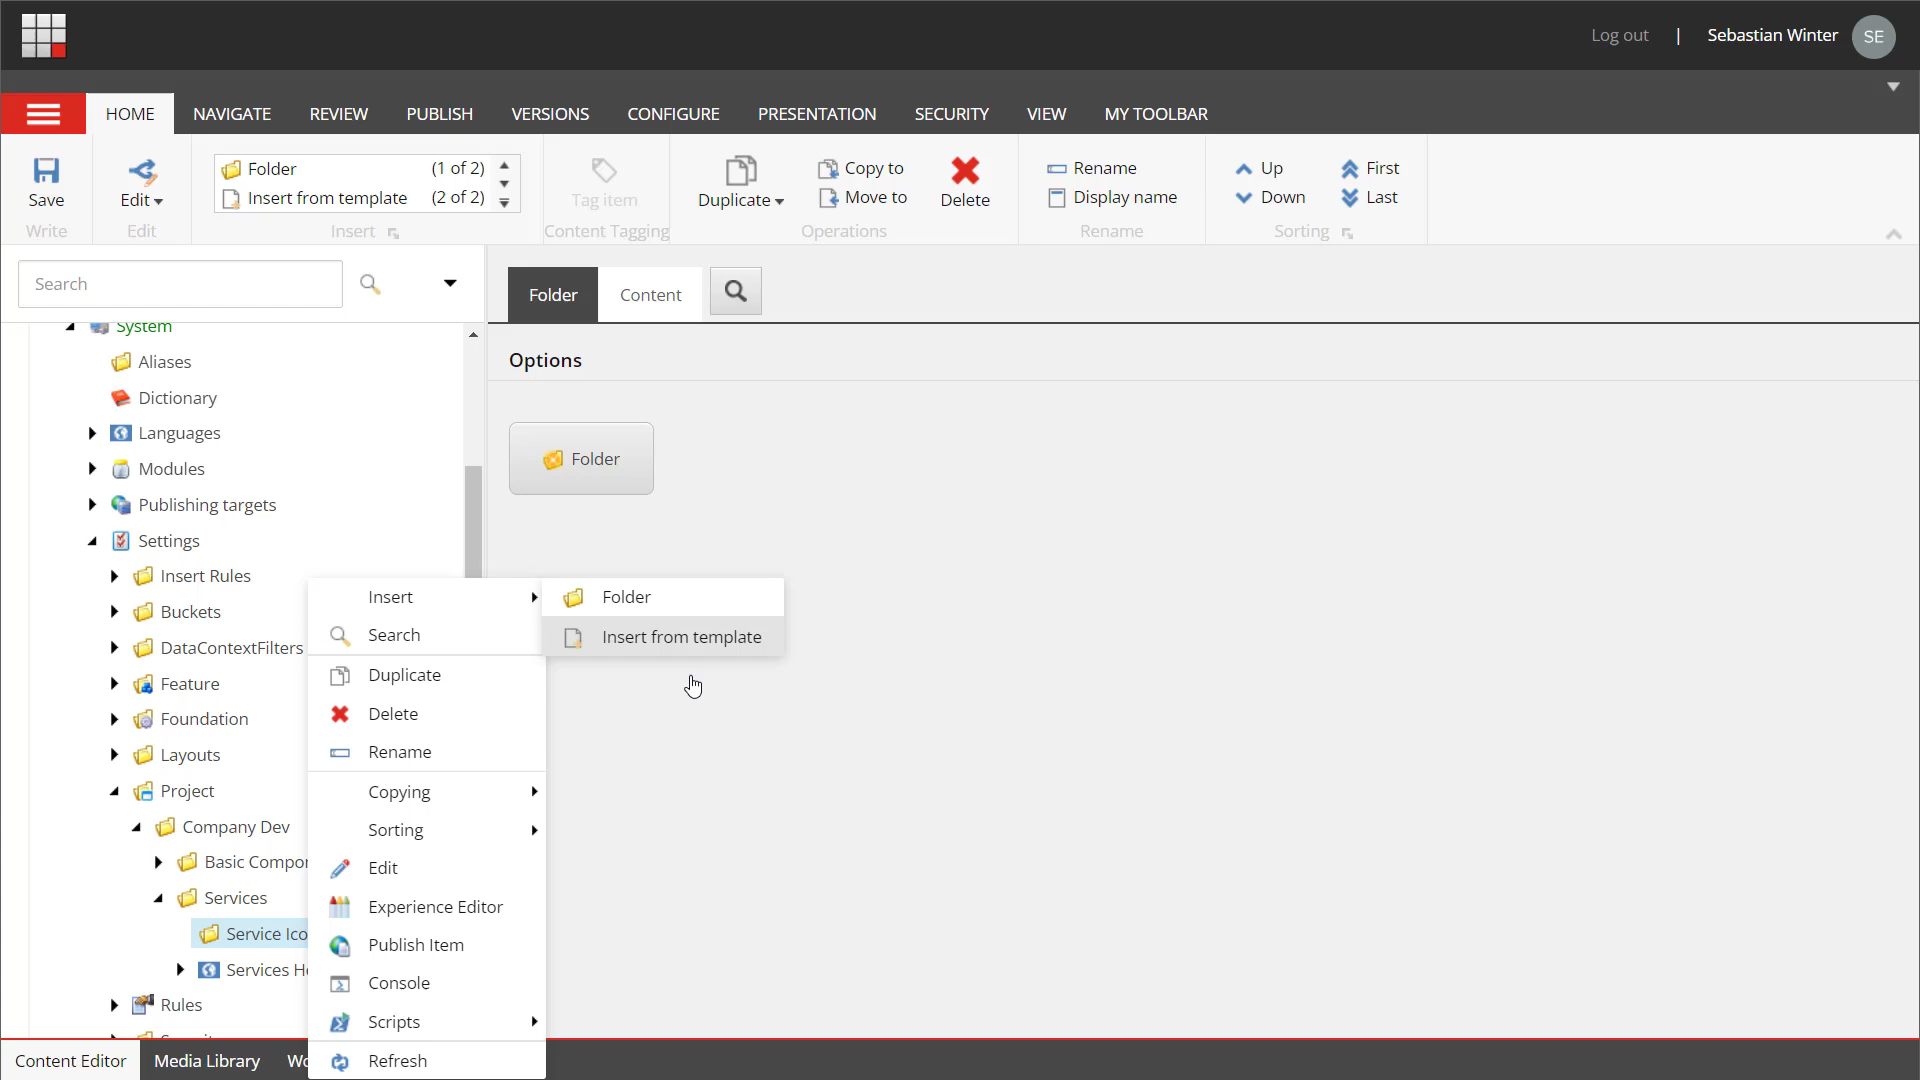 Log out | Sebastian Winter SE
HOME NAVIGATE REVIEW PUBLISH VERSIONS CONFIGURE PRESENTATION SECURITY VIEW MY TOOLBAR
Folder (1 of 2)
Insert from template (2 of 2)
Save
Edit
Tag item
Duplicate
Copy to
Move to
Delete
Rename
Display name
Up
Down
First
Last
Write Edit Insert Content Tagging Operations Rename Sorting
Search
Folder Content
System
Aliases
Dictionary
Languages
Modules
Publishing targets
Settings
Insert Rules
Buckets
DataContextFilters
Feature
Foundation
Layouts
Project
Company Dev
Basic Compo
Services
Service Ico
Services H
Rules
Options
Folder
Insert
Search
Duplicate
Delete
Rename
Copying
Sorting
Edit
Experience Editor
Publish Item
Console
Scripts
Refresh
Folder
Insert from template
Content Editor Media Library Wo